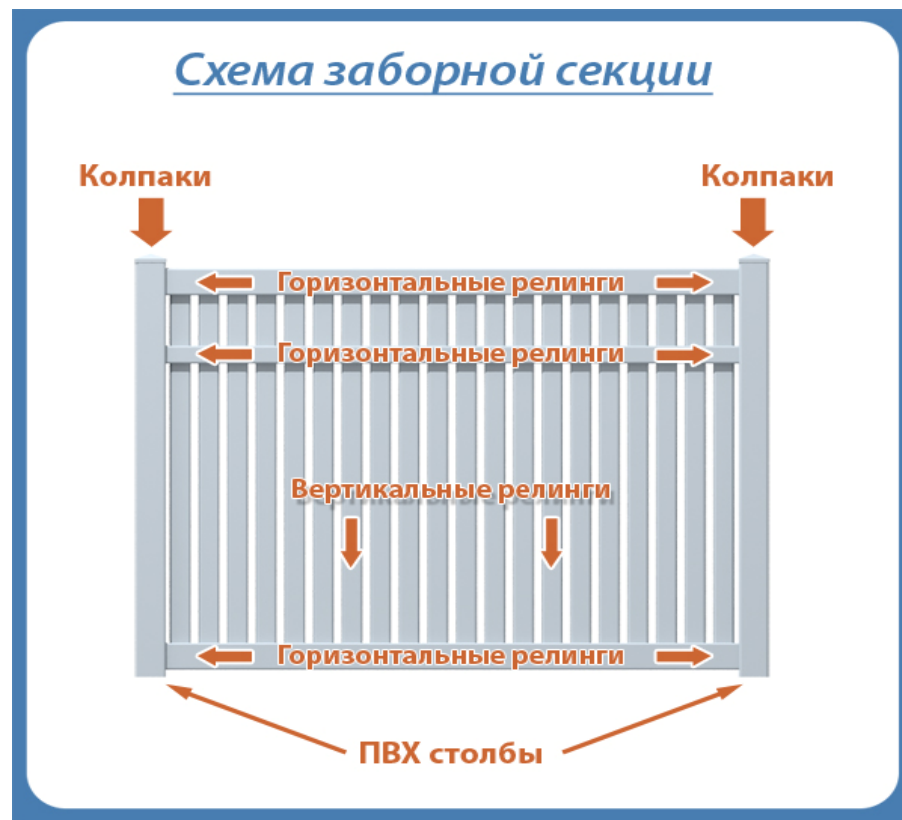 Схема заборной секции
Колпаки
Колпаки
Горизонтальные релинги
Горизонтальные релинги
Вертикальные релинги
Горизонтальные релинги
ПВХ столбы